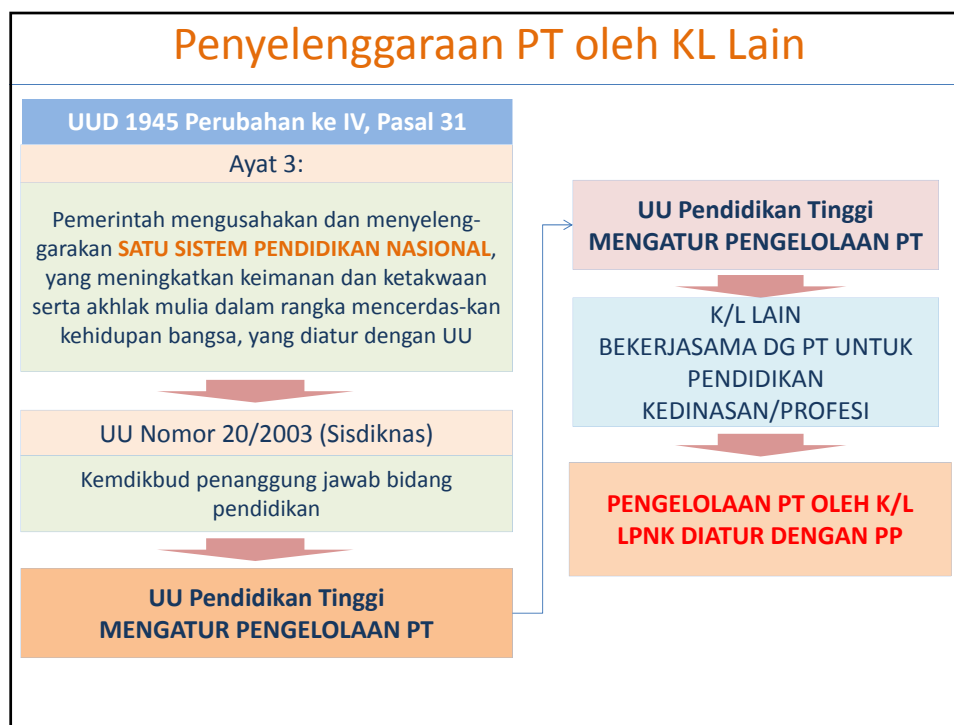 Penyelenggaraan PT oleh KL Lain
UUD 1945 Perubahan ke IV, Pasal 31
Ayat 3:
Pemerintah mengusahakan dan menyeleng-
garakan SATU SISTEM PENDIDIKAN NASIONAL,
yang meningkatkan keimanan dan ketakwaan
serta akhlak mulia dalam rangka mencerdas-kan
kehidupan bangsa, yang diatur dengan UU
UU Nomor 20/2003 (Sisdiknas)
Kemdikbud penanggung jawab bidang
pendidikan
UU Pendidikan Tinggi
MENGATUR PENGELOLAAN PT
UU Pendidikan Tinggi
MENGATUR PENGELOLAAN PT
K/L LAIN
BEKERJASAMA DG PT UNTUK
PENDIDIKAN
KEDINASAN/PROFESI
PENGELOLAAN PT OLEH K/L
LPNK DIATUR DENGAN PP